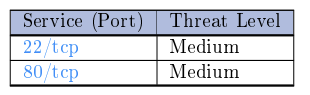 Service (Port) Threat Level
22/tcp Medium
80/tcp Medium